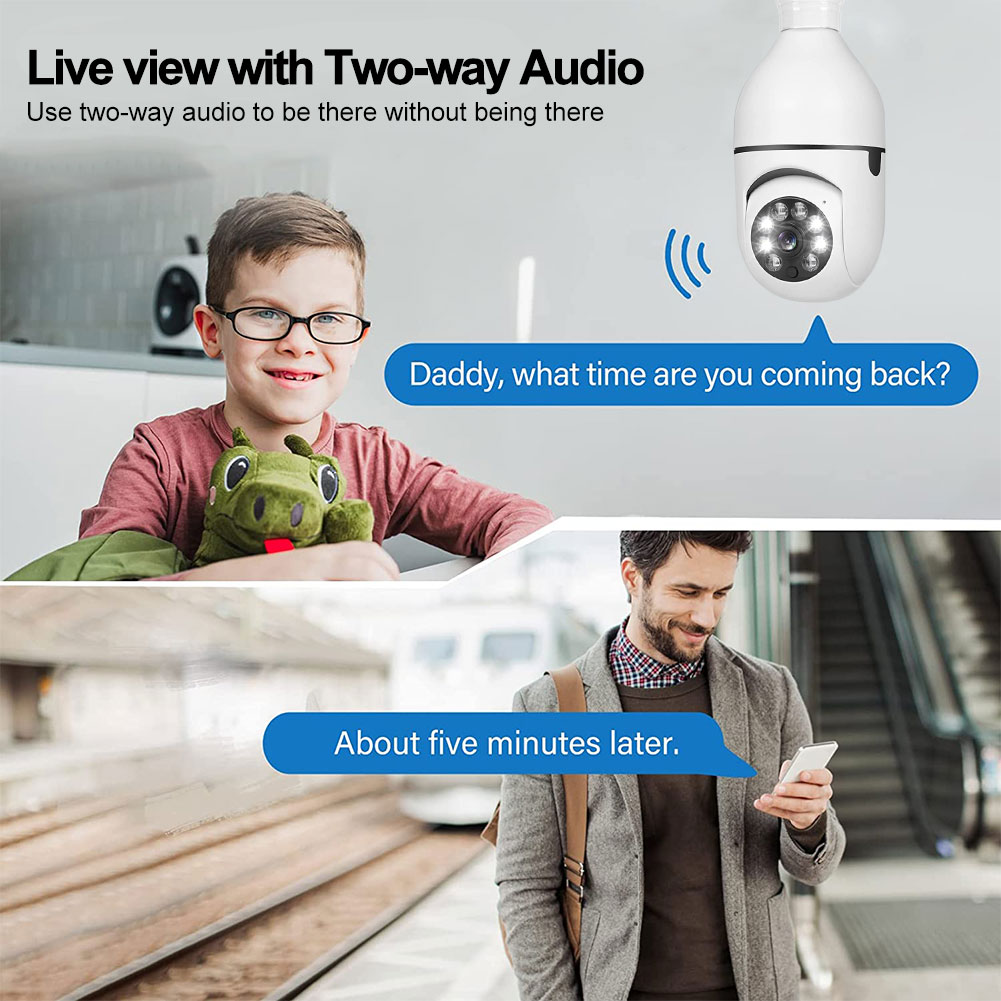 Live view with Two-way Audio
Use two-way audio to be there without being there
Daddy, what time are you coming back?
About five minutes later.